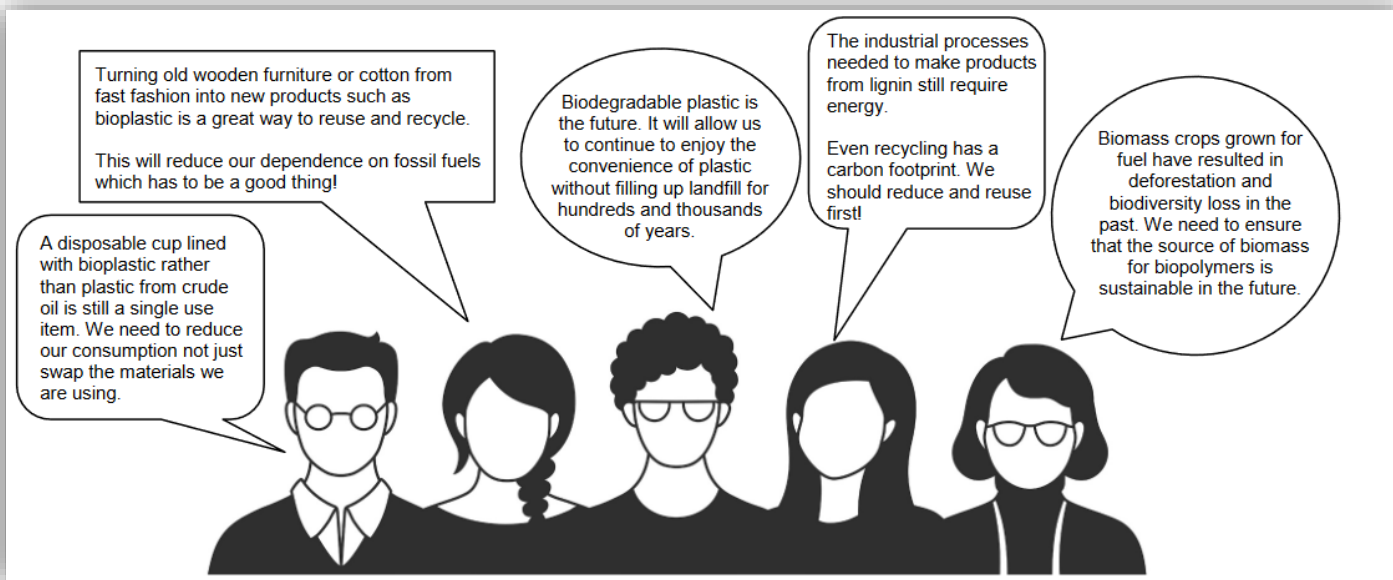 A disposable cup lined
with bioplastic rather
than plastic from crude
oil is still a single use
item. We need to reduce
our consumption not just
swap the materials we
are using.
Turning old wooden furniture or cotton from
fast fashion into new products such as
bioplastic is a great way to reuse and recycle.
This will reduce our dependence on fossil fuels
which has to be a good thing!
Biodegradable plastic is
the future. It will allow us
to continue to enjoy the
convenience of plastic
without filling up landfill for
hundreds and thousands
of years.
The industrial processes
needed to make products
from lignin still require
energy.
Even recycling has a
carbon footprint. We
should reduce and reuse
first!
Biomass crops grown for
fuel have resulted in
deforestation and
biodiversity loss in the
past. We need to ensure
that the source of biomass
for biopolymers is
sustainable in the future.